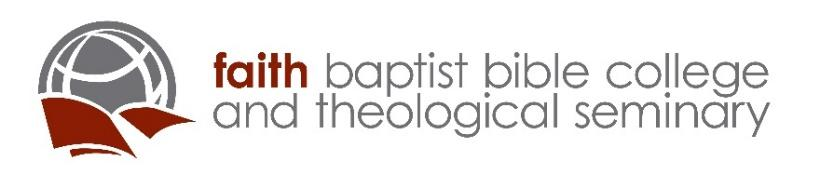 faith baptist bible college
and theological seminary